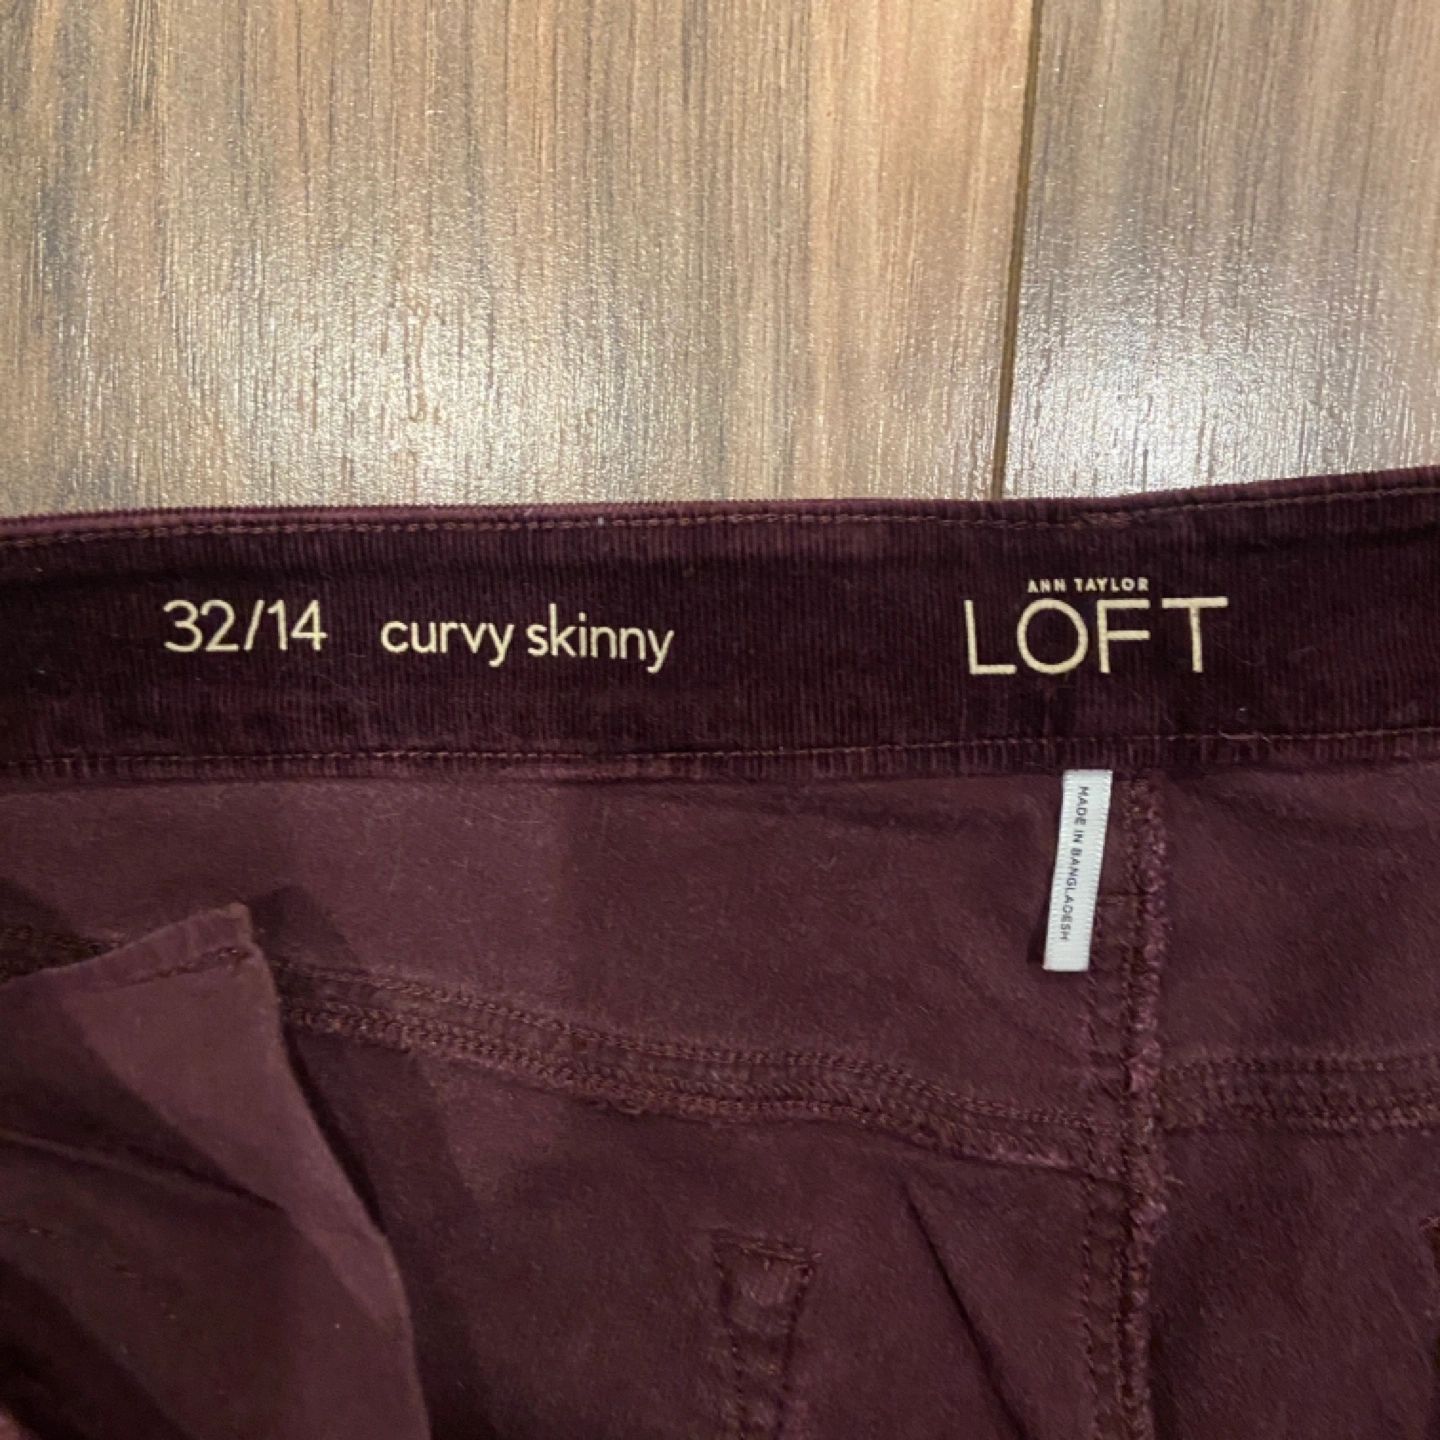 ANN TAYLOR
32/14 curvy skinny LOFT
MADE IN BANGLADESH